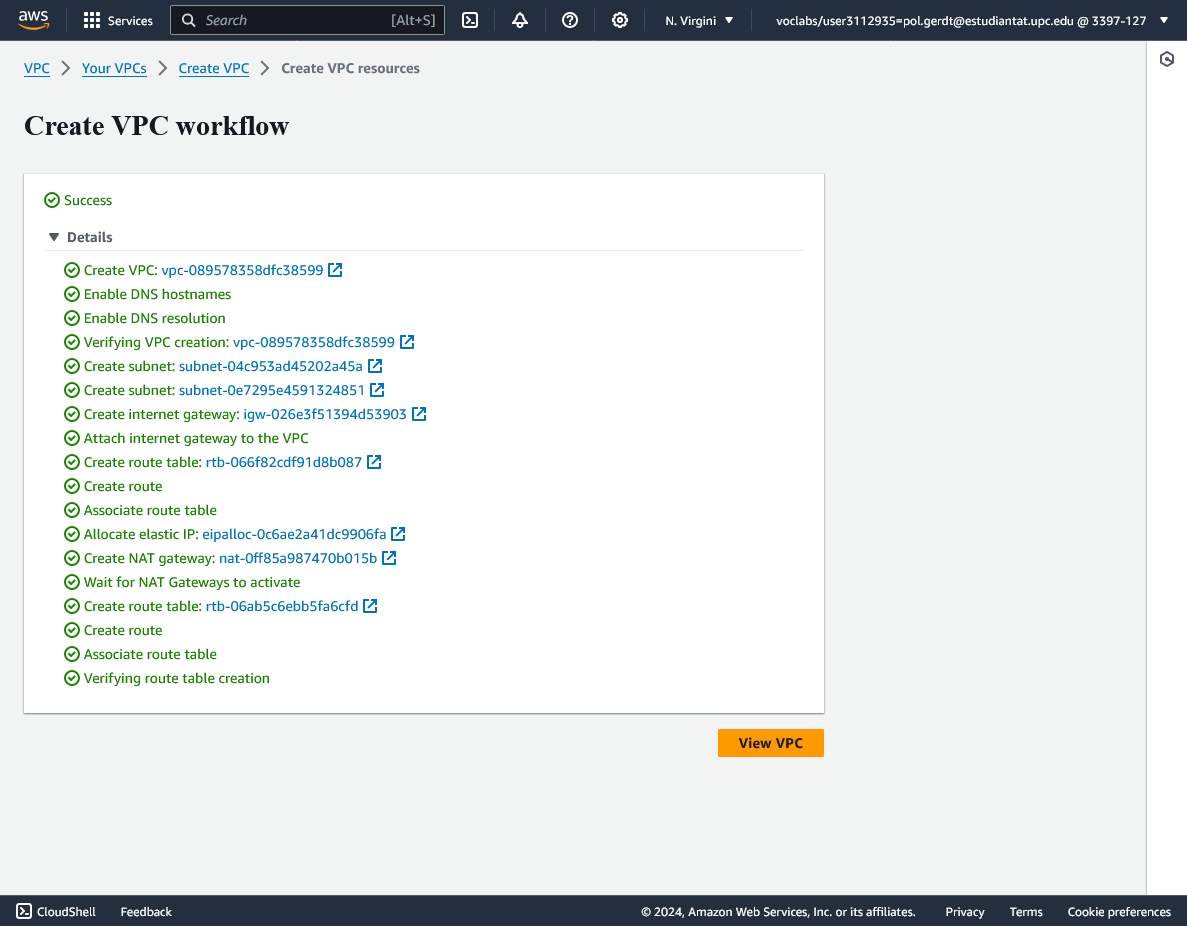 aws
Services
Search
[Alt+S]
N. Virgini
voclabs/user3112935=pol.gerdt@estudiantat.upc.edu @ 3397-127
VPC
Your VPCs
Create VPC
Create VPC resources
Create VPC workflow
Success
Details
Create VPC: vpc-089578358dfc38599
Enable DNS hostnames
Enable DNS resolution
Verifying VPC creation: vpc-089578358dfc38599
Create subnet: subnet-04c953ad45202a45a
Create subnet: subnet-0e7295e4591324851
Create internet gateway: igw-026e3f51394d53903
Attach internet gateway to the VPC
Create route table: rtb-066f82cdf91d8b087
Create route
Associate route table
Allocate elastic IP: eipalloc-0c6ae2a41dc9906fa
Create NAT gateway: nat-0ff85a987470b015b
Wait for NAT Gateways to activate
Create route table: rtb-06ab5c6ebb5fa6cfd
Create route
Associate route table
Verifying route table creation
View VPC
CloudShell
Feedback
© 2024, Amazon Web Services, Inc. or its affiliates.
Privacy
Terms
Cookie preferences